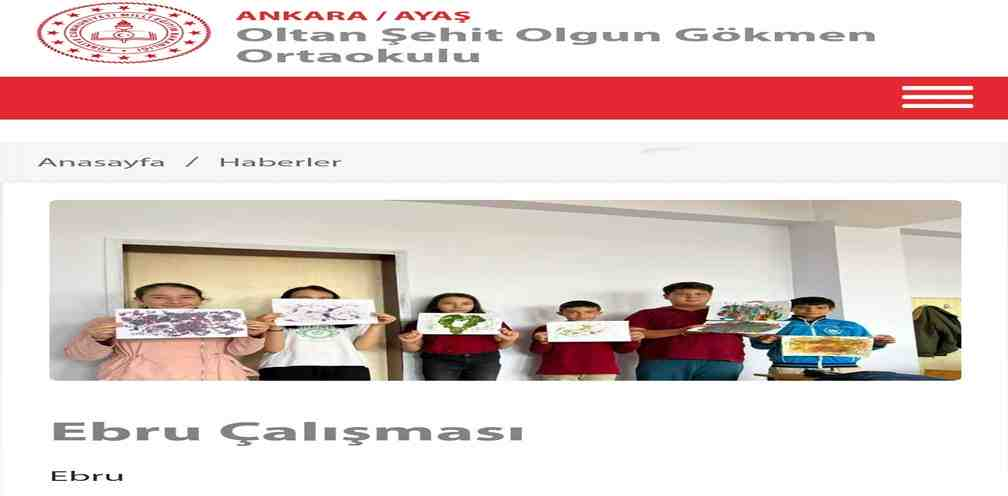 ANKARA / AYAŞ
Oltan Şehit Olgun Gökmen
Ortaokulu
Anasayfa / Haberler
Ebru Çalışması
Ebru